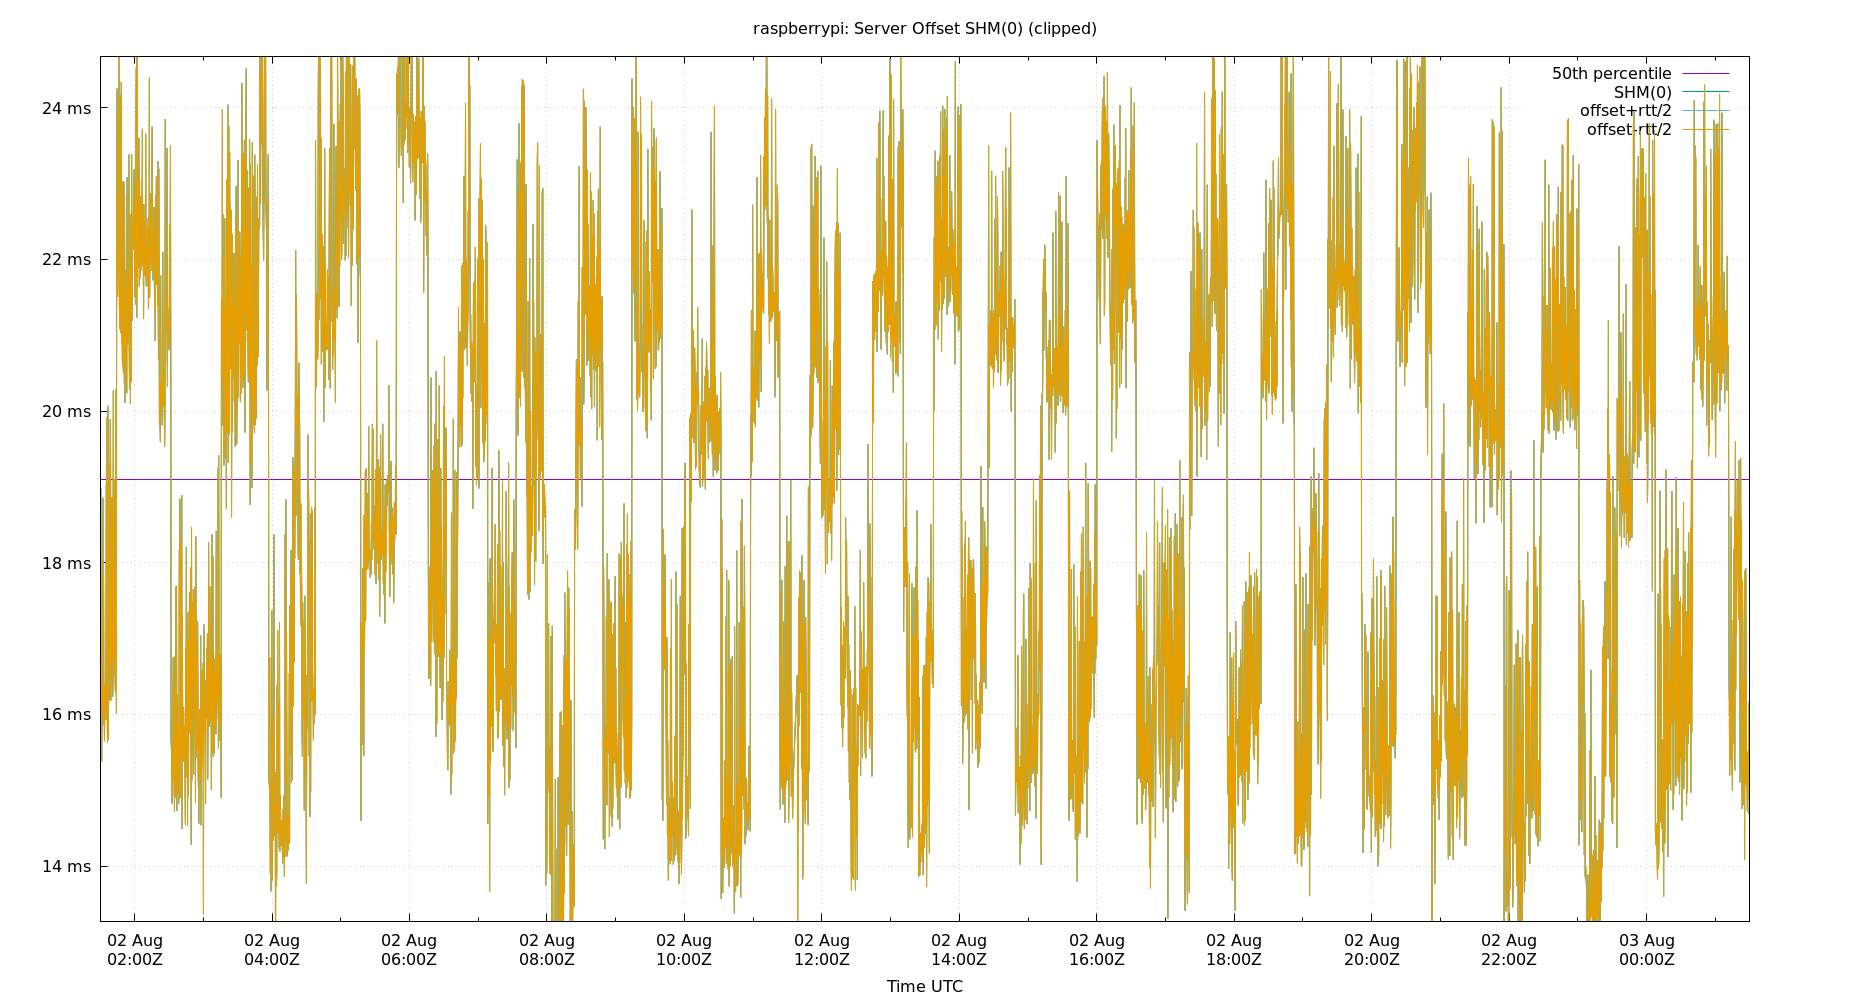 raspberrypi: Server Offset SHM(0) (clipped)
50th percentile
SHM(0)
offset+rtt/2
offset-rtt/2
24 ms
22 ms
20 ms
18 ms
16 ms
14 ms
02 Aug 02 Aug 02 Aug 02 Aug 02 Aug 02 Aug 02 Aug 02 Aug 02 Aug 02 Aug 02 Aug 03 Aug
02:00Z 04:00Z 06:00Z 08:00Z 10:00Z 12:00Z 14:00Z 16:00Z 18:00Z 20:00Z 22:00Z 00:00Z
Time UTC